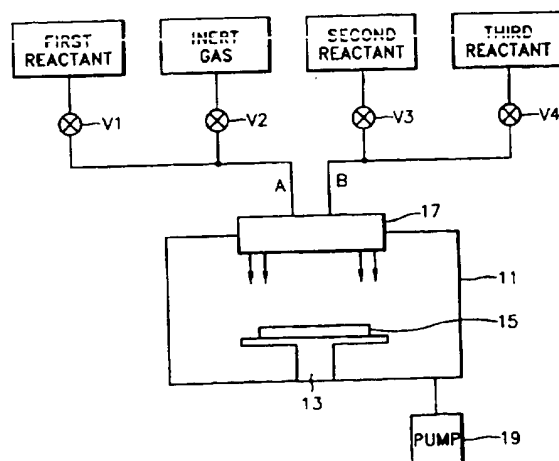 FIRST
REACTANT
INERT
GAS
SECOND
REACTANT
THIRD
REACTANT
V1
V2
V3
V4
A
B
17
11
15
13
PUMP
19